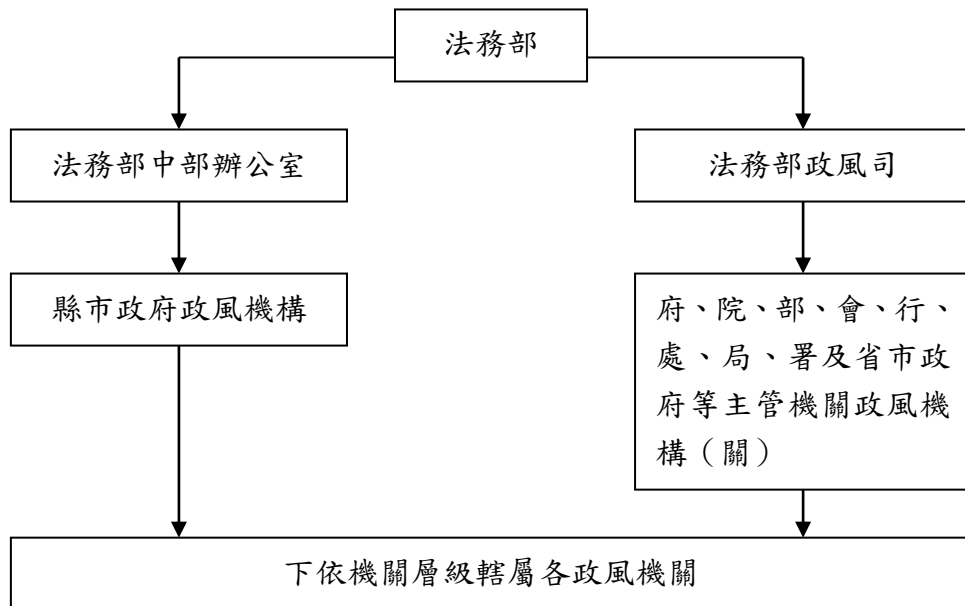 法務部
法務部中部辦公室
法務部政風司
縣市政府政風機構
府、院、部、會、行、
處、局、署及省市政
府等主管機關政風機
構（關）
下依機關層級轄屬各政風機關